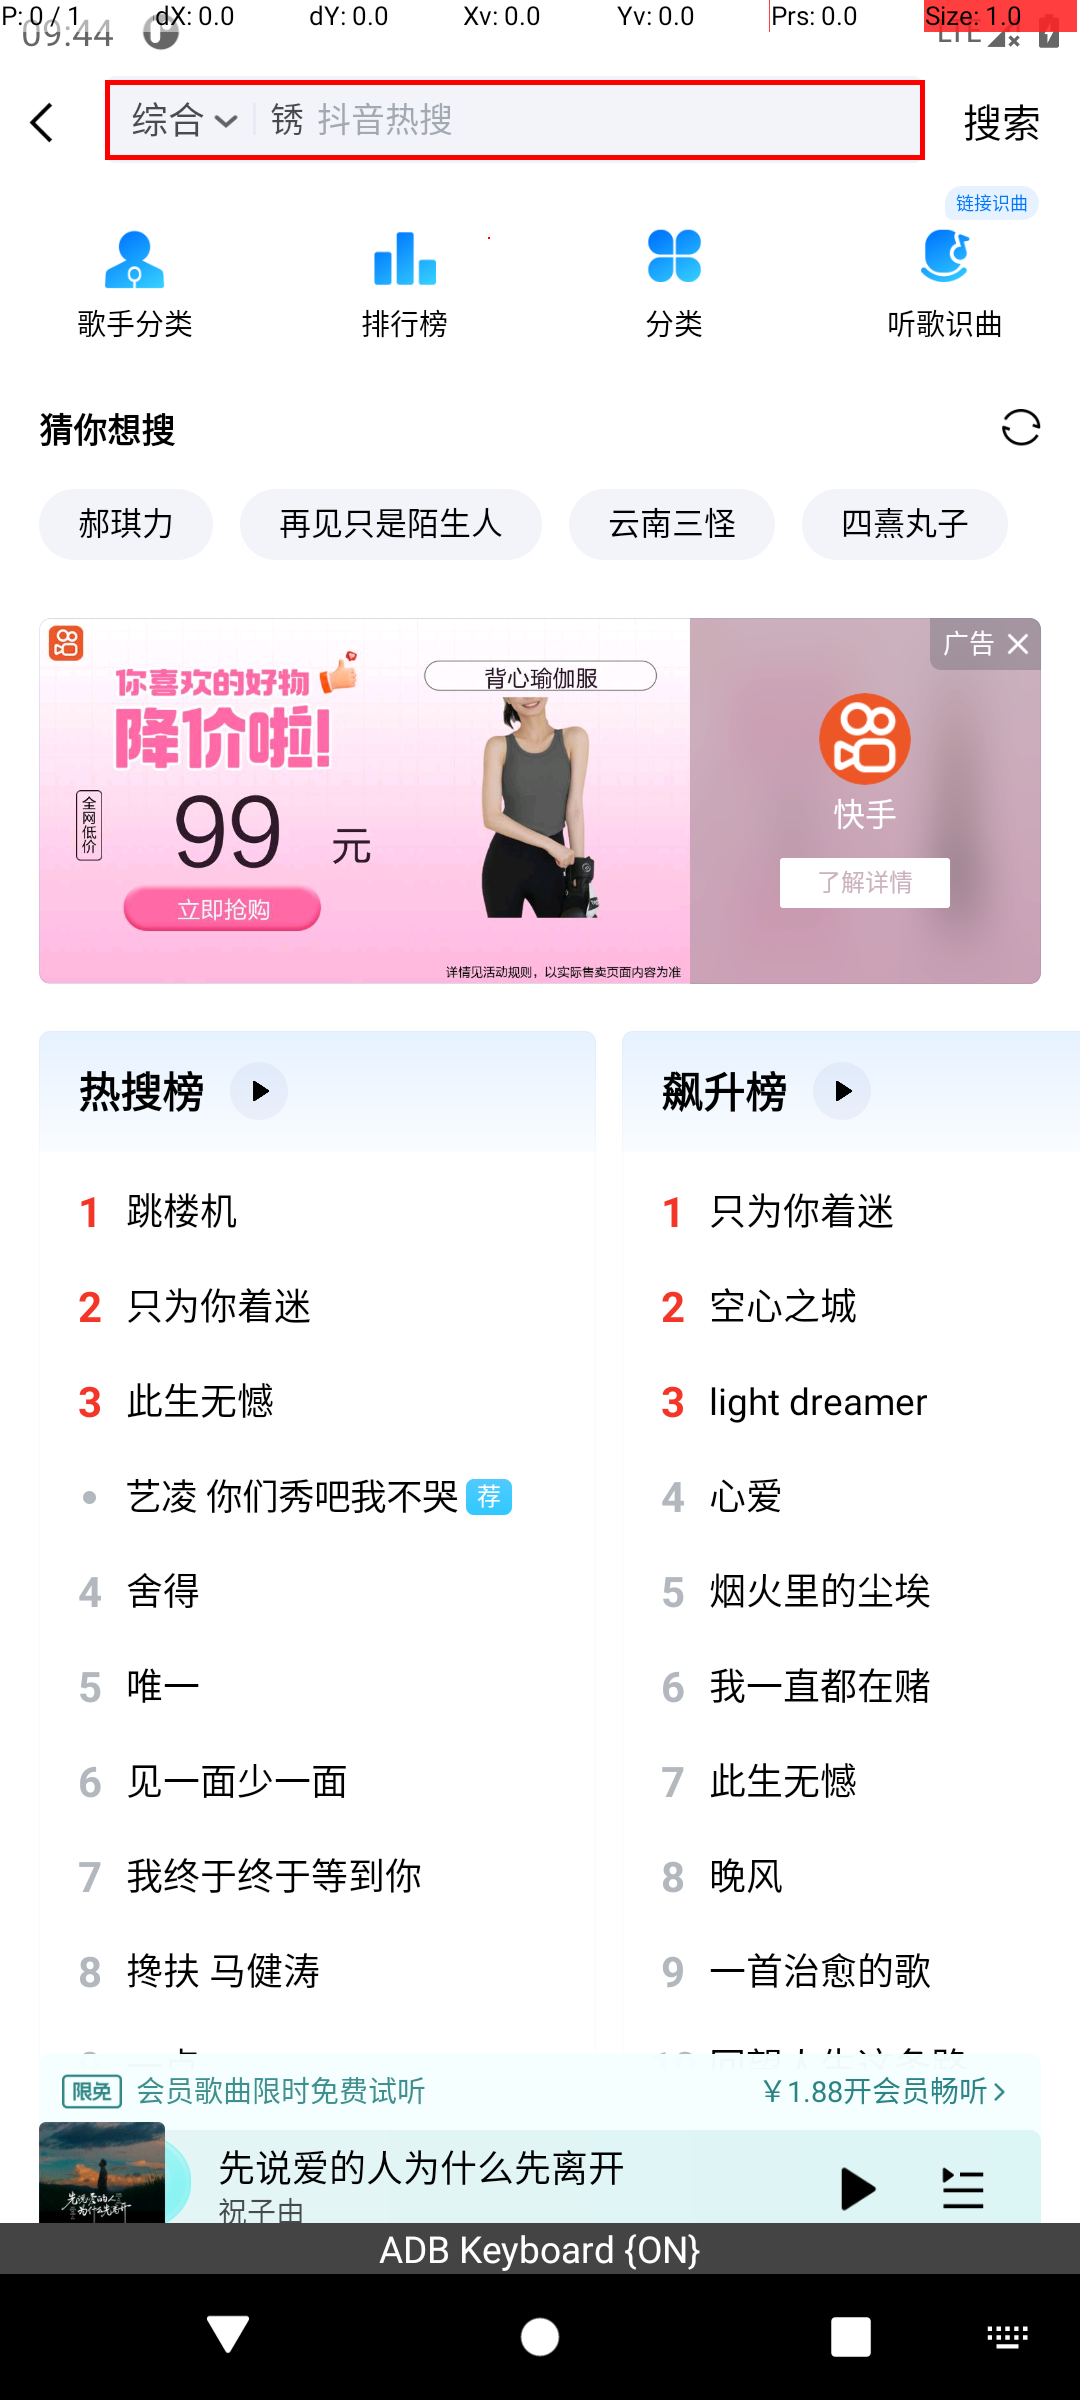 P: 0 / 1 dX: 0.0 dY: 0.0 Xv: 0.0 Yv: 0.0 Prs: 0.0 Size: 1.0
09:44 LTE
综合 锈 抖音热搜 搜索
链接识曲
歌手分类 排行榜 分类 听歌识曲
猜你想搜
郝琪力 再见只是陌生人 云南三怪 四熹丸子
广告
你喜欢的好物
降价啦!
背心瑜伽服
全网低价
99 元
立即抢购
快手
了解详情
详情见活动规则，以实际售卖页面内容为准
热搜榜
1 跳楼机
2 只为你着迷
3 此生无憾
艺凌 你们秀吧我不哭 荐
4 舍得
5 唯一
6 见一面少一面
7 我终于终于等到你
8 搀扶 马健涛
飙升榜
1 只为你着迷
2 空心之城
3 light dreamer
4 心爱
5 烟火里的尘埃
6 我一直都在赌
7 此生无憾
8 晚风
9 一首治愈的歌
限免 会员歌曲限时免费试听 ￥1.88开会员畅听
先说爱的人为什么先离开
祝子由
ADB Keyboard {ON}